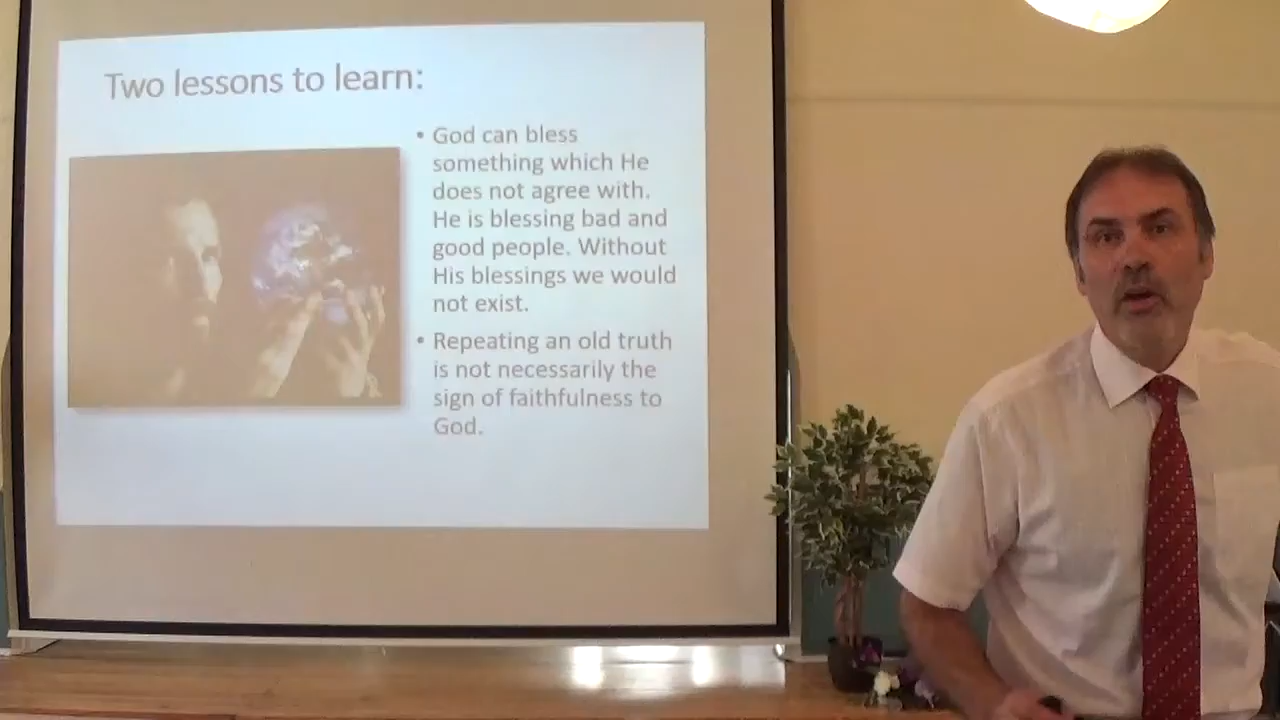 Two lessons to learn:
• God can bless
something which He
does not agree with.
He is blessing bad and
good people. Without
His blessings we would
not exist.
• Repeating an old truth
is not necessarily the
sign of faithfulness to
God.